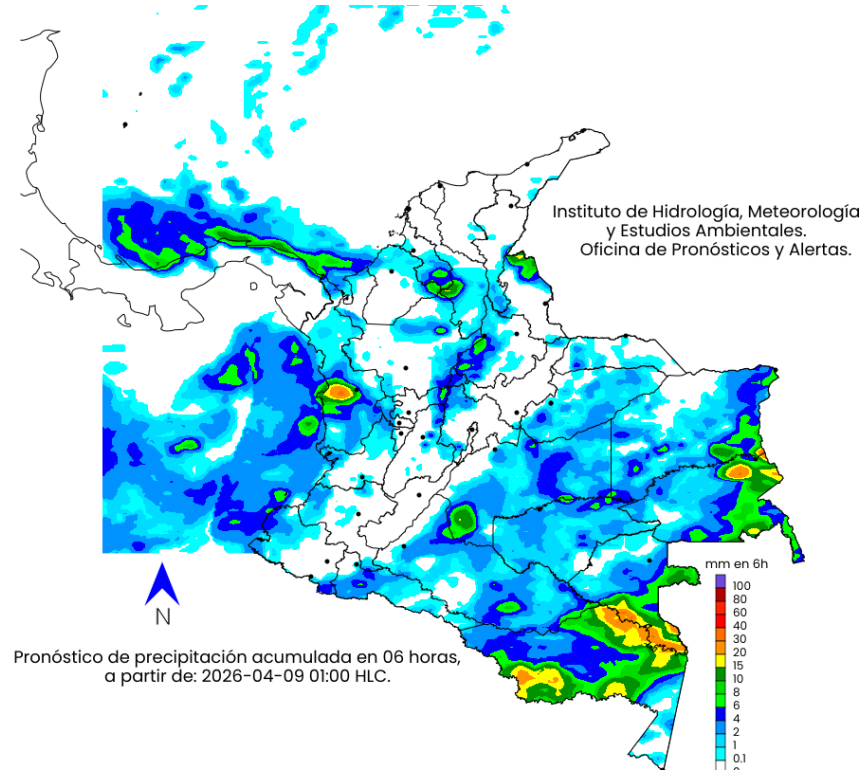 Instituto de Hidrología, Meteorología
y Estudios Ambientales.
Oficina de Pronósticos y Alertas.
N
Pronóstico de precipitación acumulada en 06 horas,
a partir de: 2026-04-09 01:00 HLC.
mm en 6h
100
80
60
40
30
20
15
10
8
6
4
2
1
0.1
0